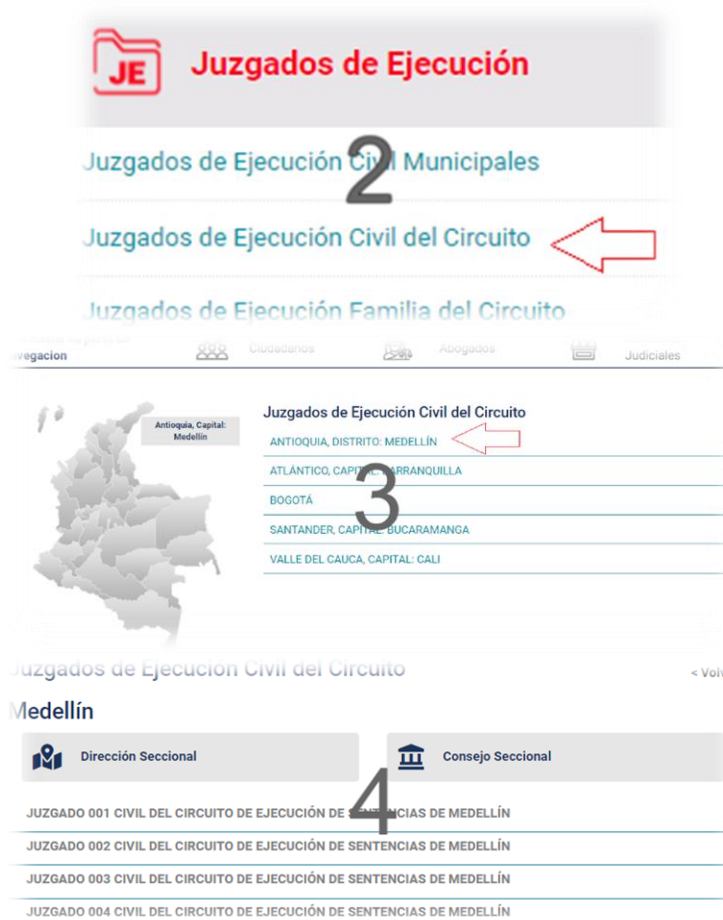 JE
Juzgados de Ejecución
Juzgados de Ejecución Civil Municipales
2
Juzgados de Ejecución Civil del Circuito
Juzgados de Ejecución Familia del Circuito
vegacion
Ciudadanos
Abogados
Judiciales
Antioquia, Capital:
Medellín
Juzgados de Ejecución Civil del Circuito
ANTIOQUIA, DISTRITO: MEDELLÍN
ATLÁNTICO, CAPITAL: BARRANQUILLA
3
BOGOTÁ
SANTANDER, CAPITAL: BUCARAMANGA
VALLE DEL CAUCA, CAPITAL: CALI
Juzgados de Ejecución Civil del Circuito
< Volv
Medellín
Dirección Seccional
Consejo Seccional
4
JUZGADO 001 CIVIL DEL CIRCUITO DE EJECUCIÓN DE SENTENCIAS DE MEDELLÍN
JUZGADO 002 CIVIL DEL CIRCUITO DE EJECUCIÓN DE SENTENCIAS DE MEDELLÍN
JUZGADO 003 CIVIL DEL CIRCUITO DE EJECUCIÓN DE SENTENCIAS DE MEDELLÍN
JUZGADO 004 CIVIL DEL CIRCUITO DE EJECUCIÓN DE SENTENCIAS DE MEDELLÍN